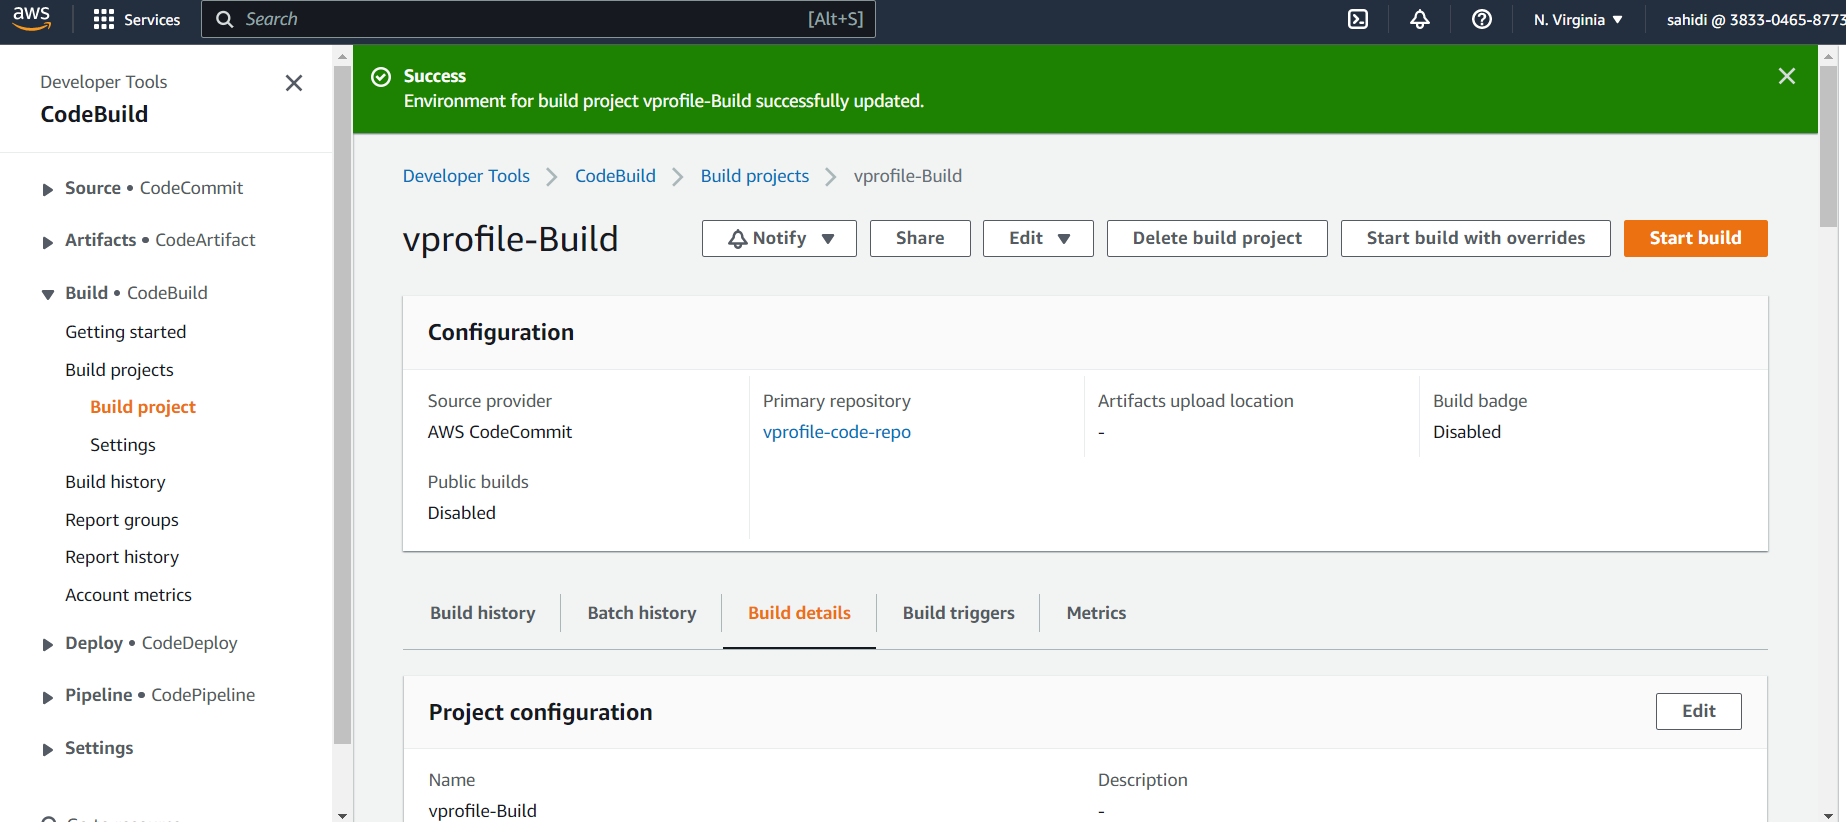 aws
Services
Search
[Alt+S]
N. Virginia
sahidi @ 3833-0465-8773
Developer Tools
CodeBuild
Source • CodeCommit
Artifacts • CodeArtifact
Build • CodeBuild
Getting started
Build projects
Build project
Settings
Build history
Report groups
Report history
Account metrics
Deploy • CodeDeploy
Pipeline • CodePipeline
Settings
Success
Environment for build project vprofile-Build successfully updated.
Developer Tools
CodeBuild
Build projects
vprofile-Build
vprofile-Build
Notify
Share
Edit
Delete build project
Start build with overrides
Start build
Configuration
Source provider
AWS CodeCommit
Primary repository
vprofile-code-repo
Artifacts upload location
-
Build badge
Disabled
Public builds
Disabled
Build history
Batch history
Build details
Build triggers
Metrics
Project configuration
Edit
Name
vprofile-Build
Description
-